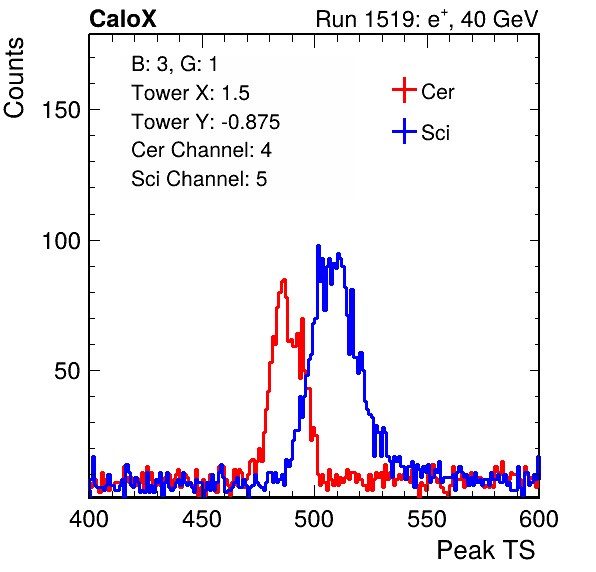 CaloX Run 1519: e⁺, 40 GeV
Counts
B: 3, G: 1
Tower X: 1.5
Tower Y: -0.875
Cer Channel: 4
Sci Channel: 5
Cer
Sci
150
100
50
400 450 500 550 600
Peak TS